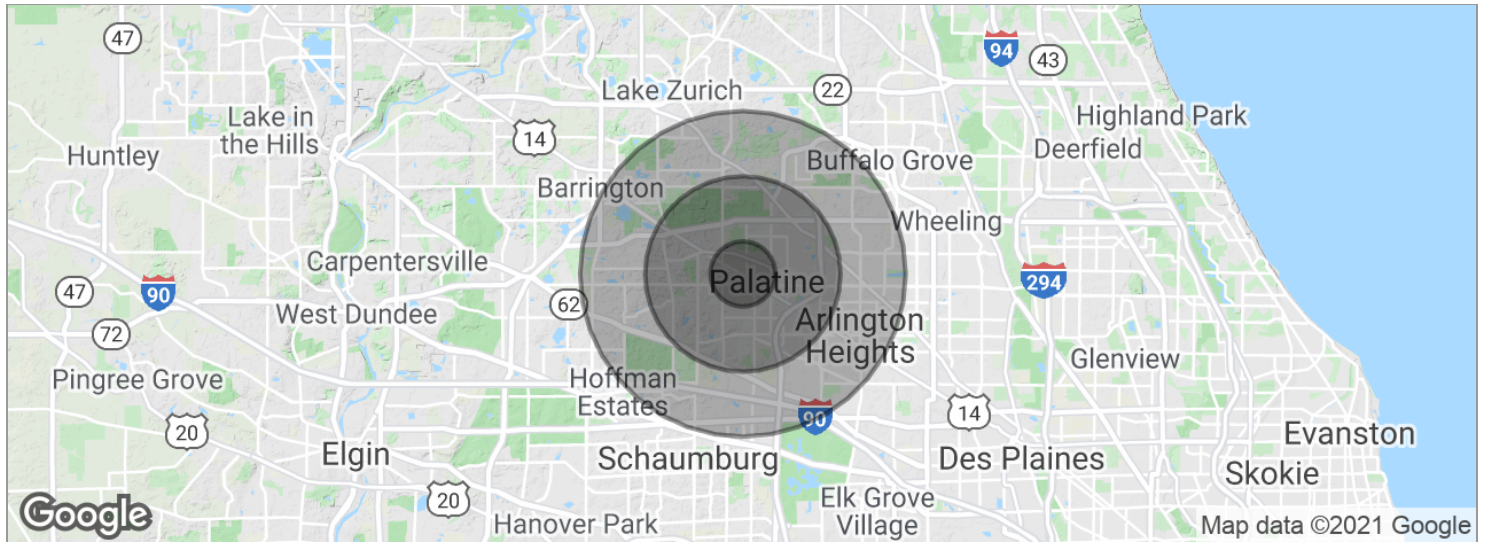 47
94
43
Lake Zurich
22
Lake in
the Hills
Highland Park
14
Huntley
Deerfield
Buffalo Grove
Barrington
Wheeling
Carpentersville
Palatine
294
47
90
62
West Dundee
72
Arlington
Heights
Glenview
Pingree Grove
Hoffman
Estates
14
90
20
Evanston
Elgin
Schaumburg
Des Plaines
Skokie
20
Elk Grove
Village
Google
Hanover Park
Map data ©2021 Google